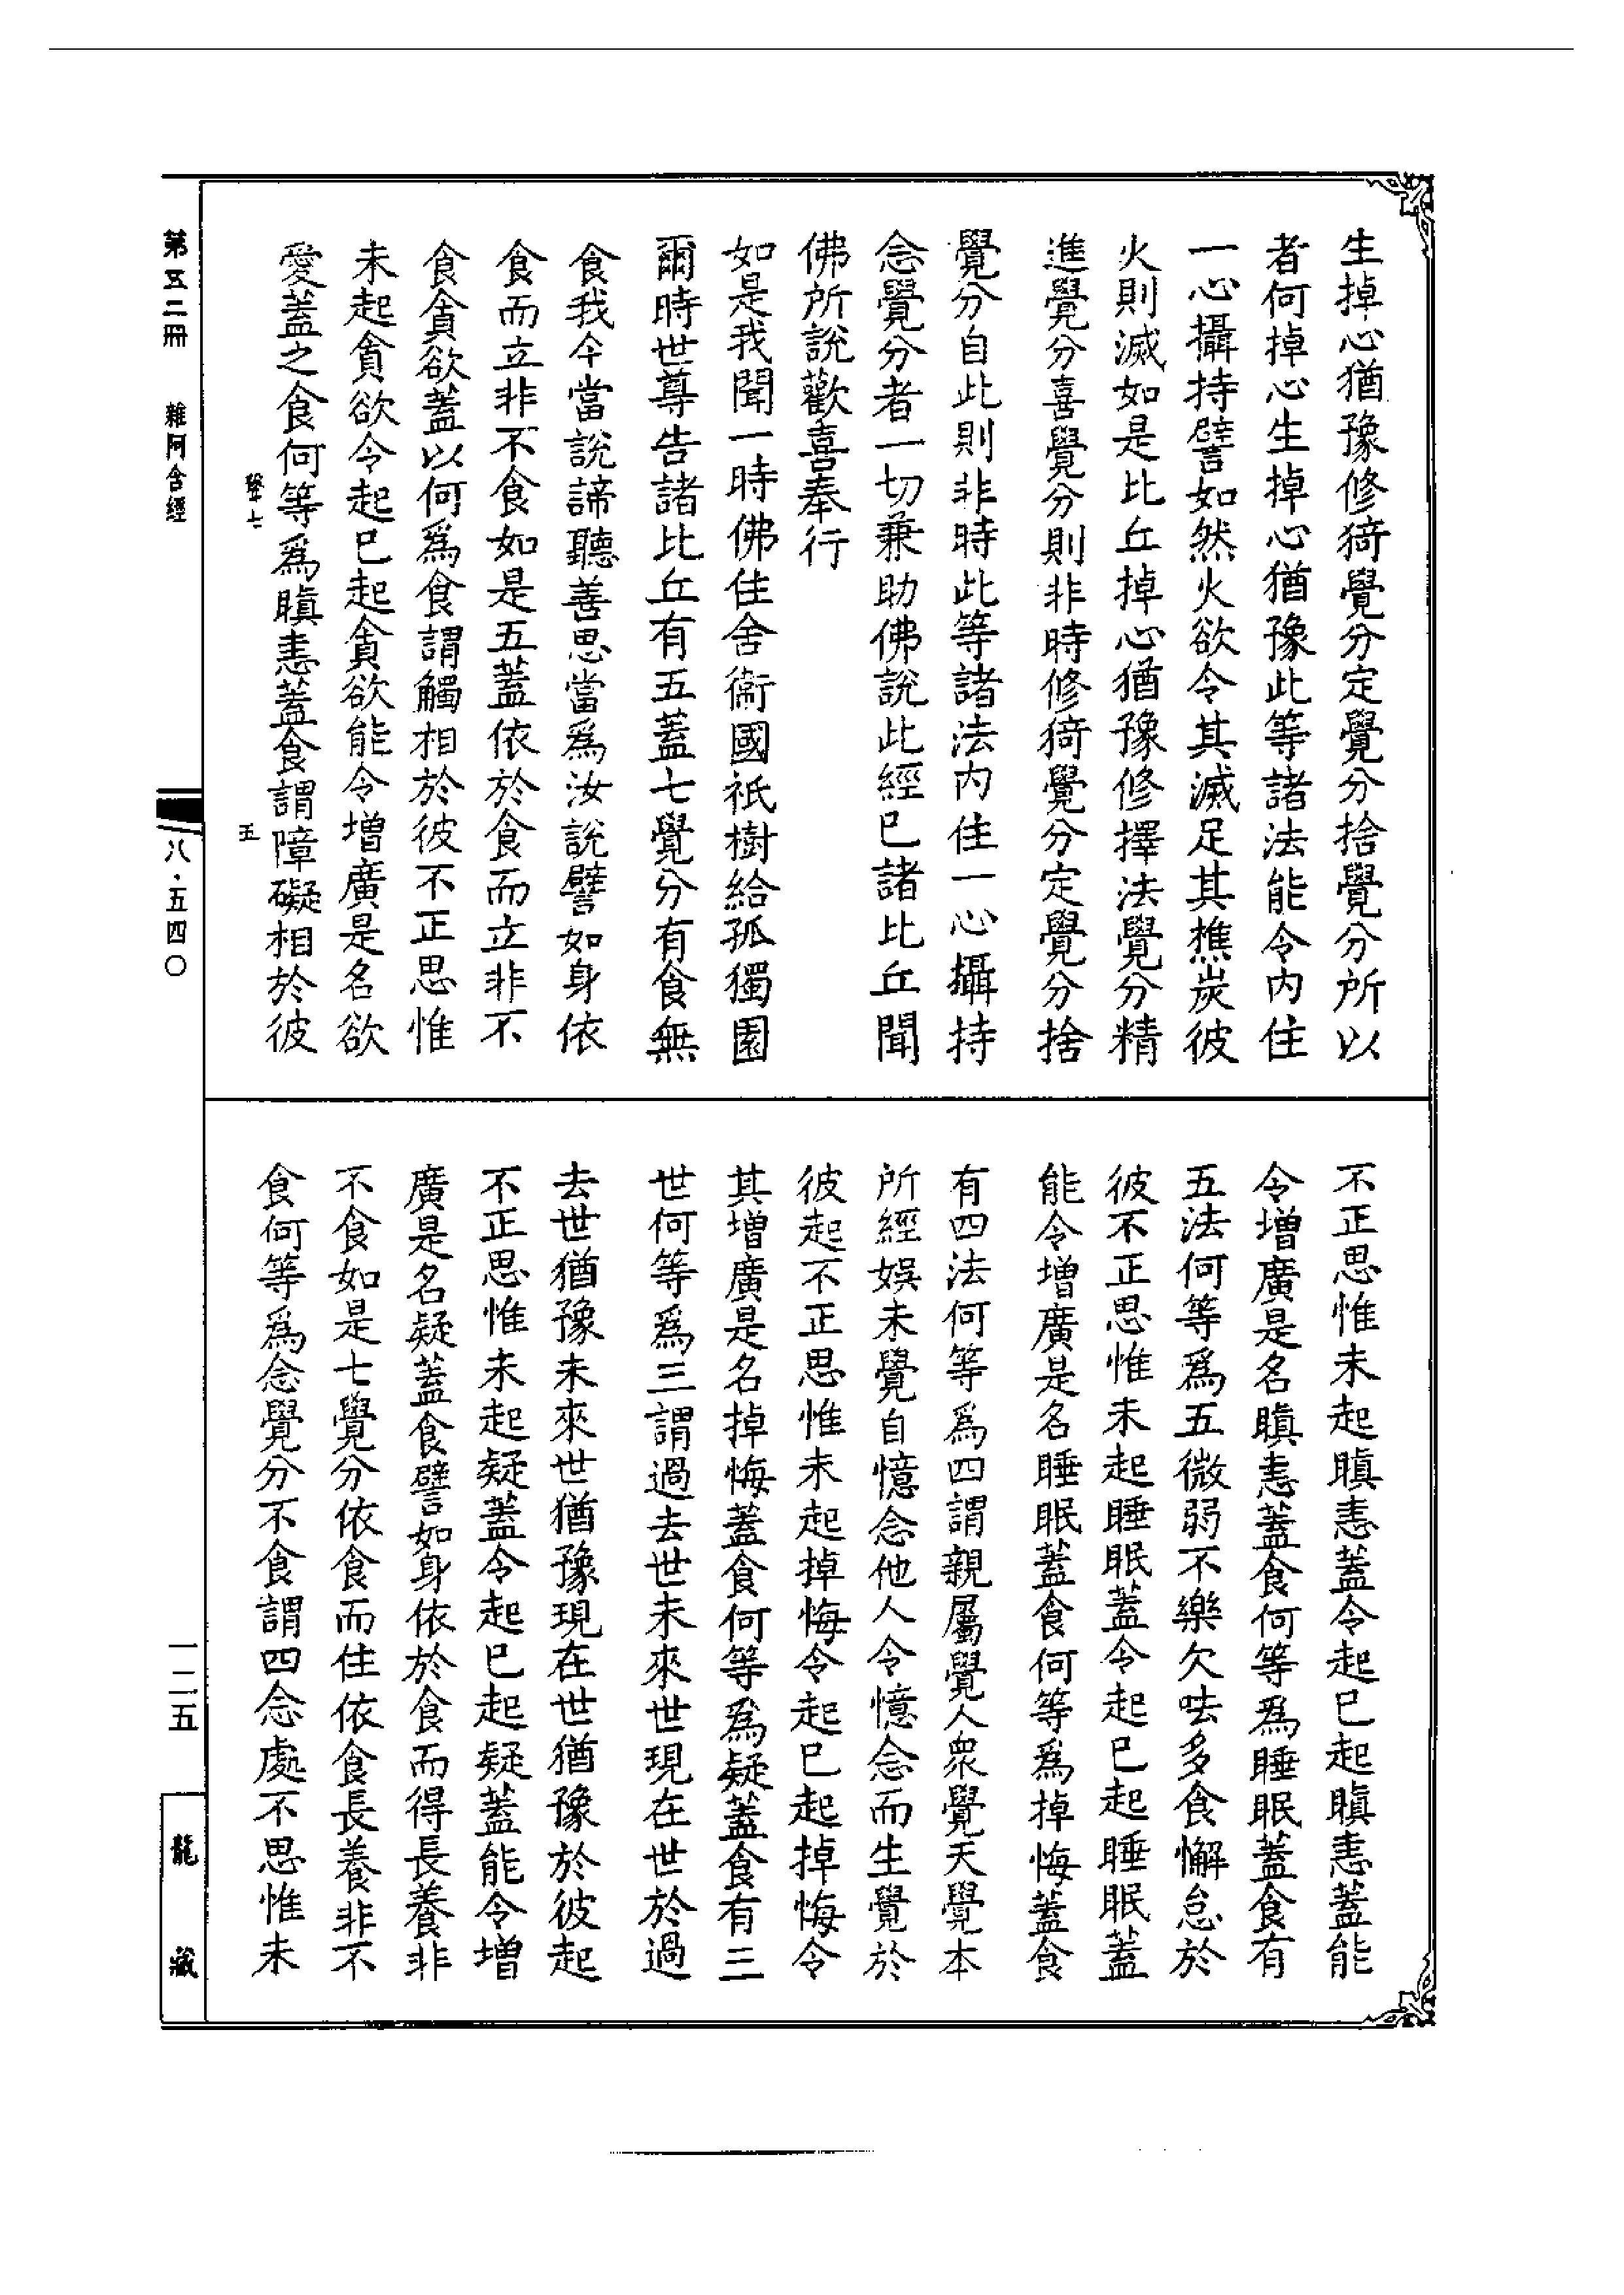 生掉心猶豫修猗覺分定覺分捨覺分所以
者何掉心生掉心猶豫此等諸法能令內住
一心攝持譬如然火欲令其滅足其樵炭彼
火則滅如是比丘掉心猶豫修擇法覺分精
進覺分喜覺分則非時修猗覺分定覺分捨
覺分自此則非時此等諸法內住一心攝持
念覺分者一切兼助佛說此經已諸比丘聞
佛所說歡喜奉行
如是我聞一時佛住舍衞國祇樹給孤獨園
爾時世尊告諸比丘有五蓋七覺分有食無
食我今當說諦聽善思當爲汝說譬如身依
食而立非不食如是五蓋依於食而立非不
食貪欲蓋以何爲食謂觸相於彼不正思惟
未起貪欲令起已起貪欲能令增廣是名欲
愛蓋之食何等爲瞋恚蓋食謂障礙相於彼
不正思惟未起瞋恚蓋令起已起瞋恚蓋能
令增廣是名瞋恚蓋食何等爲睡眠蓋食有
五法何等爲五微弱不樂欠呿多食懈怠於
彼不正思惟未起睡眠蓋令起已起睡眠蓋
能令增廣是名睡眠蓋食何等爲掉悔蓋食
有四法何等爲四謂親屬覺人衆覺天覺本
所經娛未覺自憶念他人令憶念而生覺於
彼起不正思惟未起掉悔令起已起掉悔令
其增廣是名掉悔蓋食何等爲疑蓋食有三
世何等爲三謂過去世未來世現在世於過
去世猶豫未來世猶豫現在世猶豫於彼起
不正思惟未起疑蓋令起已起疑蓋能令增
廣是名疑蓋食譬如身依於食而得長養非
不食如是七覺分依食而住依食長養非不
食何等爲念覺分不食謂四念處不思惟未
七
五
第五二冊 雜阿含經
八·五四〇
一二五
龍藏